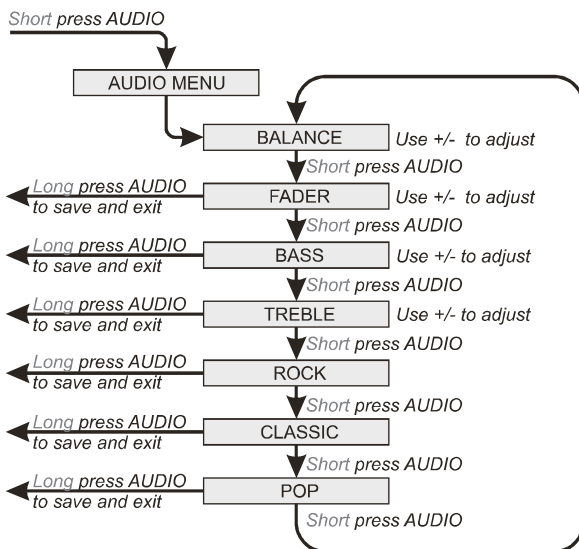 Short press AUDIO
AUDIO MENU
BALANCE
Use +/- to adjust
Short press AUDIO
Long press AUDIO
to save and exit
FADER
Use +/- to adjust
Short press AUDIO
Long press AUDIO
to save and exit
BASS
Use +/- to adjust
Short press AUDIO
Long press AUDIO
to save and exit
TREBLE
Use +/- to adjust
Short press AUDIO
Long press AUDIO
to save and exit
ROCK
Short press AUDIO
Long press AUDIO
to save and exit
CLASSIC
Short press AUDIO
Long press AUDIO
to save and exit
POP
Short press AUDIO